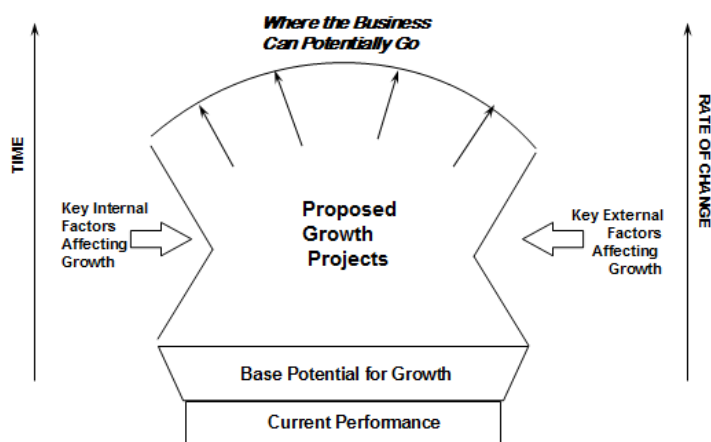 Where the Business
Can Potentially Go
TIME
RATE OF CHANGE
Key Internal
Factors
Affecting
Growth
Proposed
Growth
Projects
Key External
Factors
Affecting
Growth
Base Potential for Growth
Current Performance